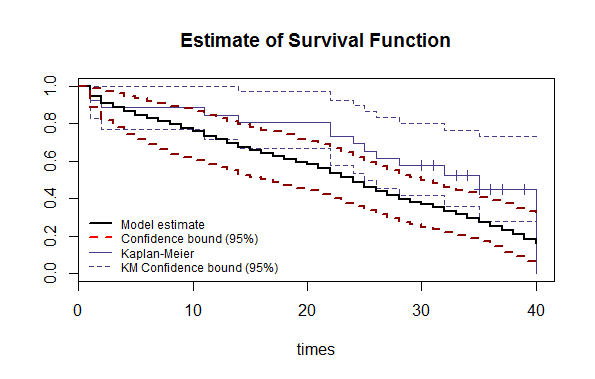 Estimate of Survival Function
1.0
0.8
0.6
0.4
0.2
0.0
Model estimate
Confidence bound (95%)
Kaplan-Meier
KM Confidence bound (95%)
0 10 20 30 40
times